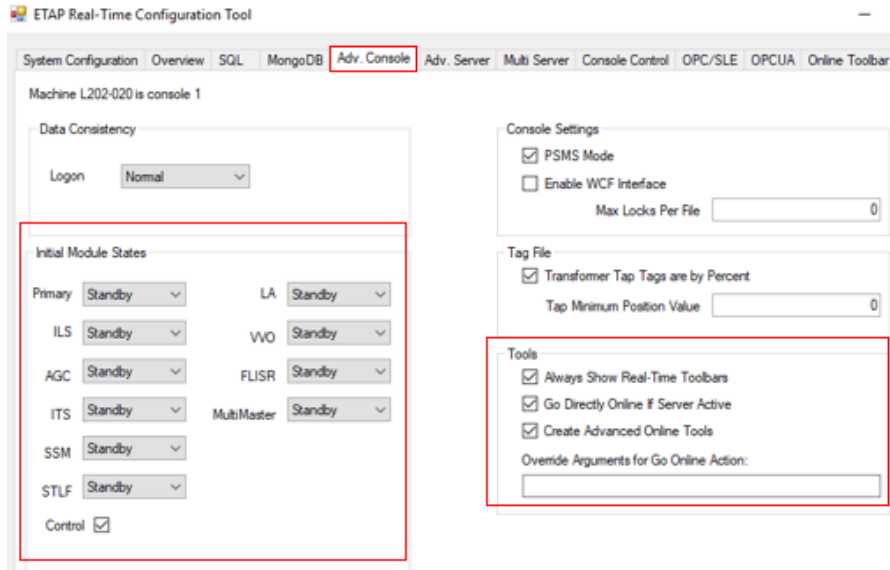 ETAP Real-Time Configuration Tool
System Configuration Overview SQL MongoDB Adv. Console Adv. Server Multi Server Console Control OPC/SLE OPCUA Online Toolbar
Machine L202-020 is console 1
Data Consistency
Logon Normal
Initial Module States
Primary Standby LA Standby
ILS Standby VVO Standby
AGC Standby FLISR Standby
ITS Standby MultiMaster Standby
SSM Standby
STLF Standby
Control
Console Settings
PSMS Mode
Enable WCF Interface
Max Locks Per File 0
Tag File
Transformer Tap Tags are by Percent
Tap Minimum Position Value 0
Tools
Always Show Real-Time Toolbars
Go Directly Online If Server Active
Create Advanced Online Tools
Override Arguments for Go Online Action: